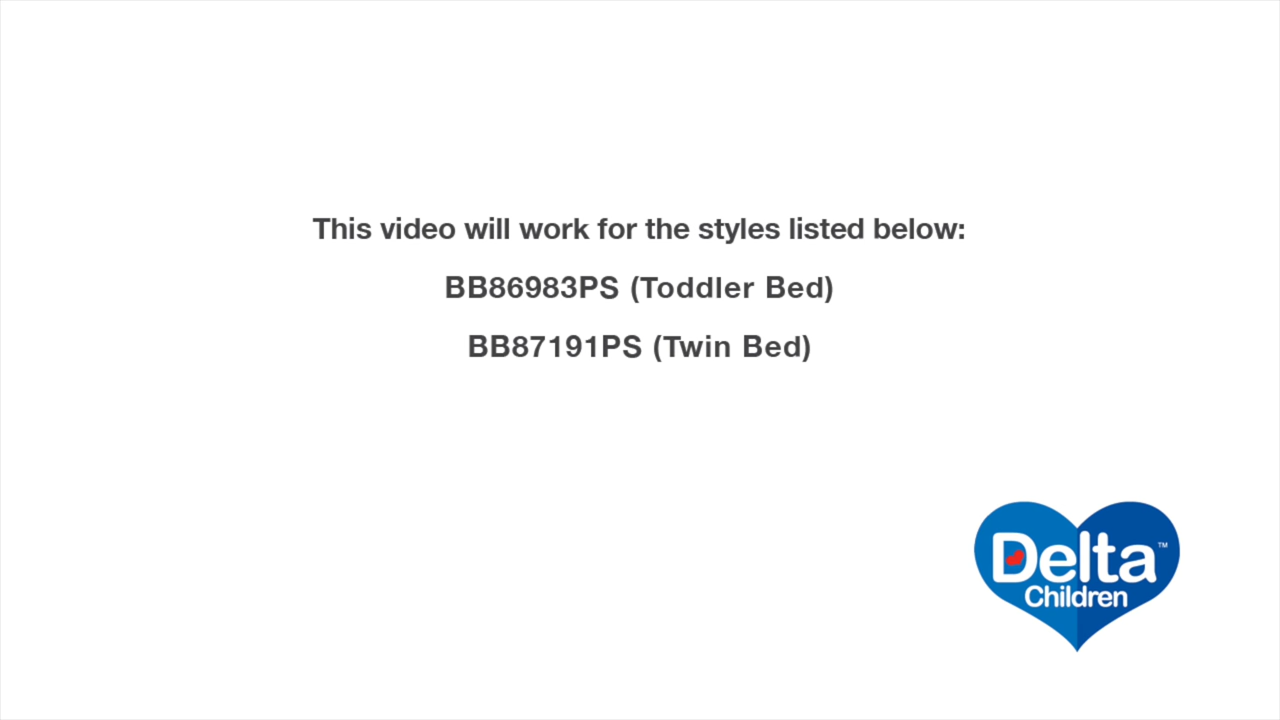 This video will work for the styles listed below:
BB86983PS (Toddler Bed)
BB87191PS (Twin Bed)
Delta™
Children